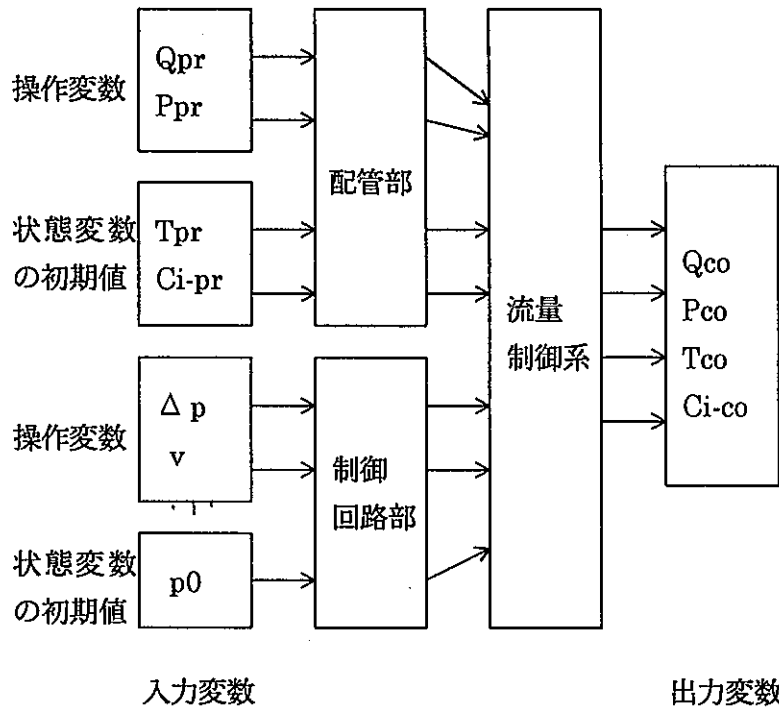 操作変数
Qpr
Ppr
状態変数
の初期値
Tpr
Ci-pr
配管部
操作変数
Δp
v
状態変数
の初期値
p0
制御
回路部
流量
制御系
Qco
Pco
Tco
Ci-co
入力変数
出力変数